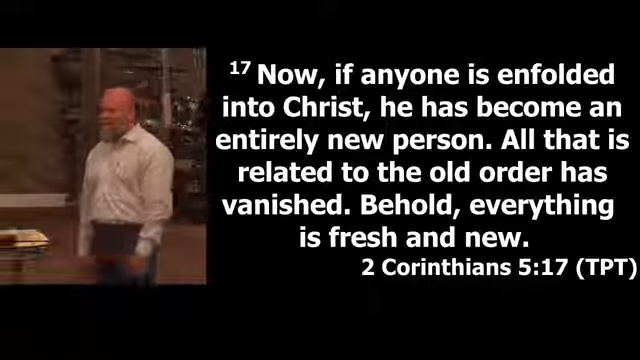 17 Now, if anyone is enfolded
into Christ, he has become an
entirely new person. All that is
related to the old order has
vanished. Behold, everything
is fresh and new.
2 Corinthians 5:17 (TPT)